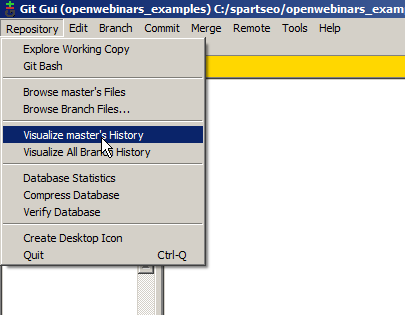 Git Gui (openwebinars_examples) C:/spartseo/openwebinars_exam
Repository Edit Branch Commit Merge Remote Tools Help
Explore Working Copy
Git Bash
Browse master's Files
Browse Branch Files...
Visualize master's History
Visualize All Branch History
Database Statistics
Compress Database
Verify Database
Create Desktop Icon
Quit Ctrl-Q